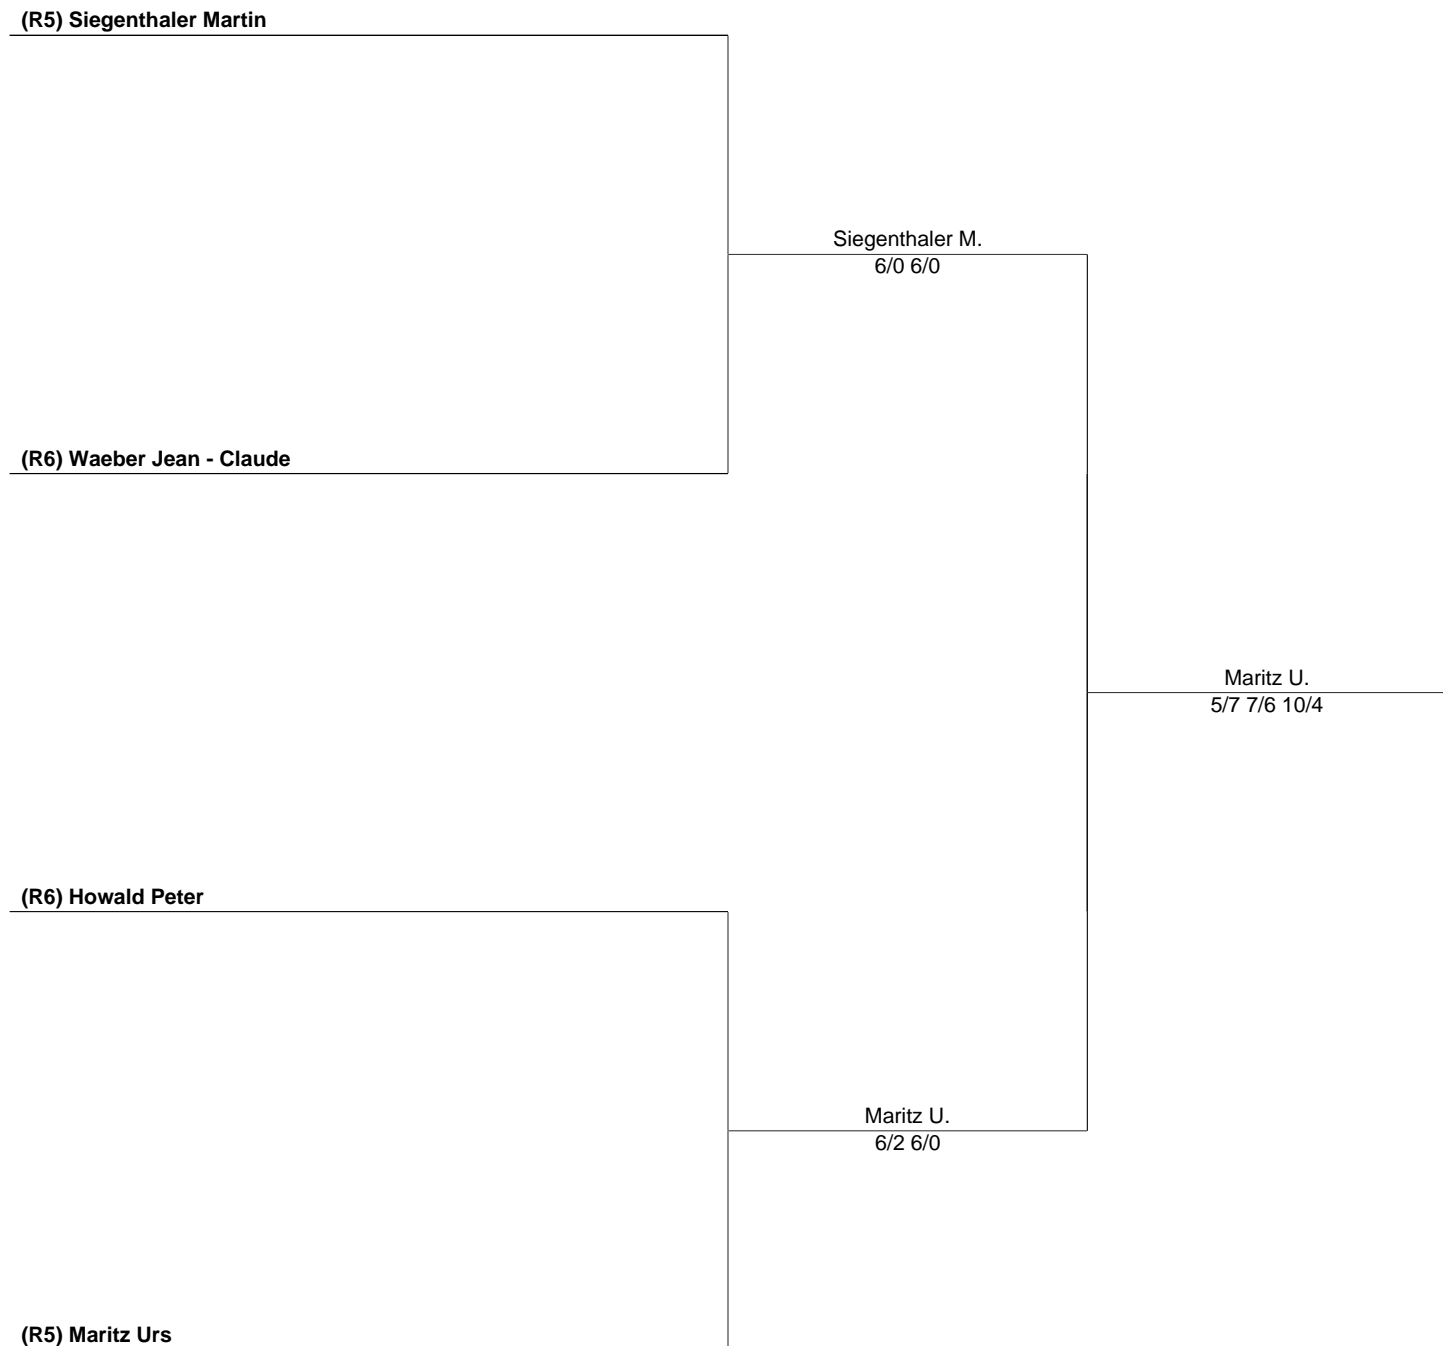 (R5) Siegenthaler Martin
Siegenthaler M.
6/0 6/0
(R6) Waeber Jean - Claude
Maritz U.
5/7 7/6 10/4
(R6) Howald Peter
Maritz U.
6/2 6/0
(R5) Maritz Urs